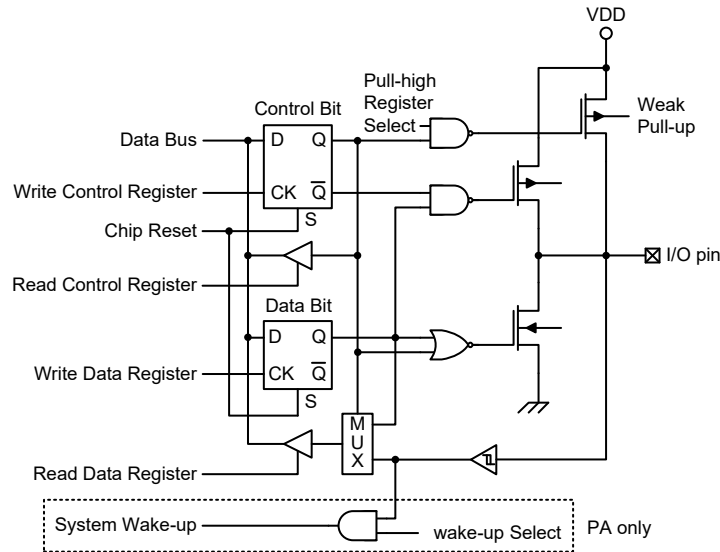 VDD
Pull-high
Register
Select
Weak
Pull-up
Control Bit
Data Bus
D
Q
Write Control Register
CK
Q
S
Chip Reset
I/O pin
Read Control Register
Data Bit
D
Q
Write Data Register
CK
Q
S
M
U
X
Read Data Register
System Wake-up
wake-up Select
PA only